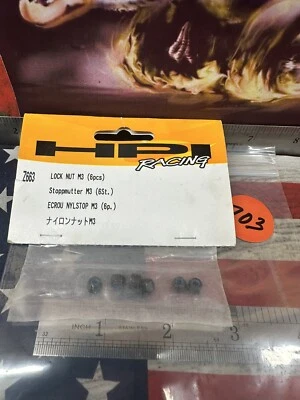 HPI
RACING
Z663
LOCK NUT M3 (6pcs)
Stoppmutter M3 (6St.)
ECROU NYLSTOP M3 (6p.)
ナイロンナットM3
703
INCH 1 2 3